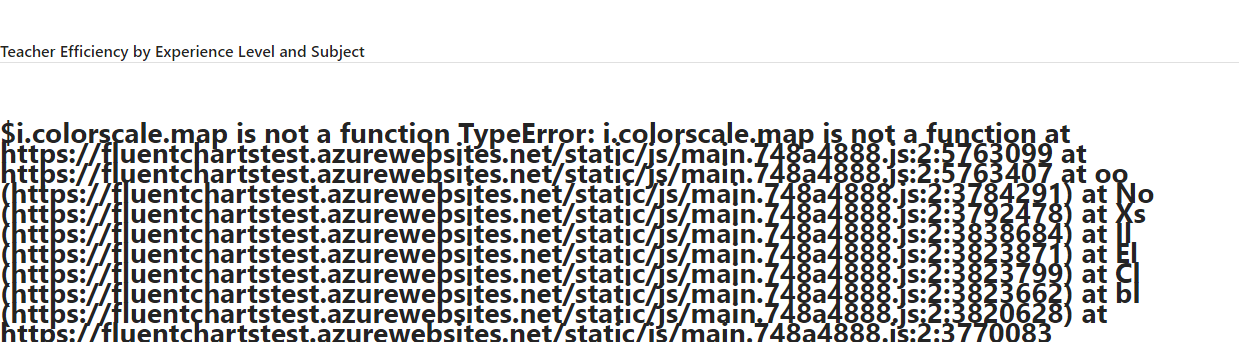 Teacher Efficiency by Experience Level and Subject
$i.colorscale.map is not a function TypeError: i.colorscale.map is not a function at
https://fluentchartstest.azurewebsites.net/static/js/main.748a4888.js:2:5763099 at
https://fluentchartstest.azurewebsites.net/static/js/main.748a4888.js:2:5763407 at oo
(https://fluentchartstest.azurewebsites.net/static/js/main.748a4888.js:2:3784291) at No
(https://fluentchartstest.azurewebsites.net/static/js/main.748a4888.js:2:3792478) at Xs
(https://fluentchartstest.azurewebsites.net/static/js/main.748a4888.js:2:3838684) at Il
(https://fluentchartstest.azurewebsites.net/static/js/main.748a4888.js:2:3823871) at El
(https://fluentchartstest.azurewebsites.net/static/js/main.748a4888.js:2:3823799) at Cl
(https://fluentchartstest.azurewebsites.net/static/js/main.748a4888.js:2:3823662) at bl
(https://fluentchartstest.azurewebsites.net/static/js/main.748a4888.js:2:3820628) at
https://fluentchartstest.azurewebsites.net/static/js/main.748a4888.js:2:3770083